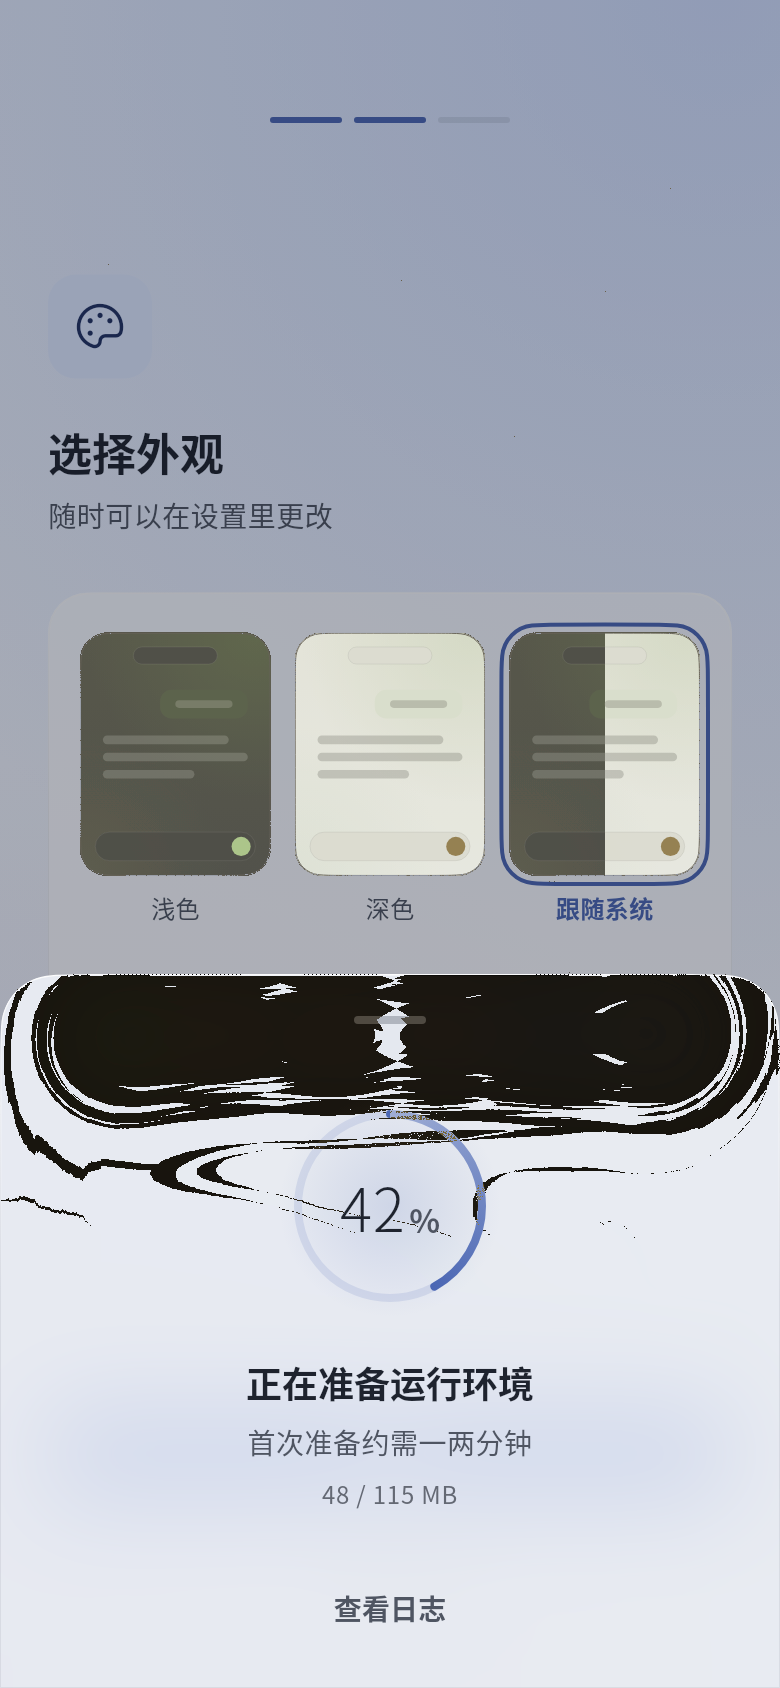 选择外观
随时可以在设置里更改
浅色
深色
跟随系统
42%
正在准备运行环境
首次准备约需一两分钟
48 / 115 MB
查看日志